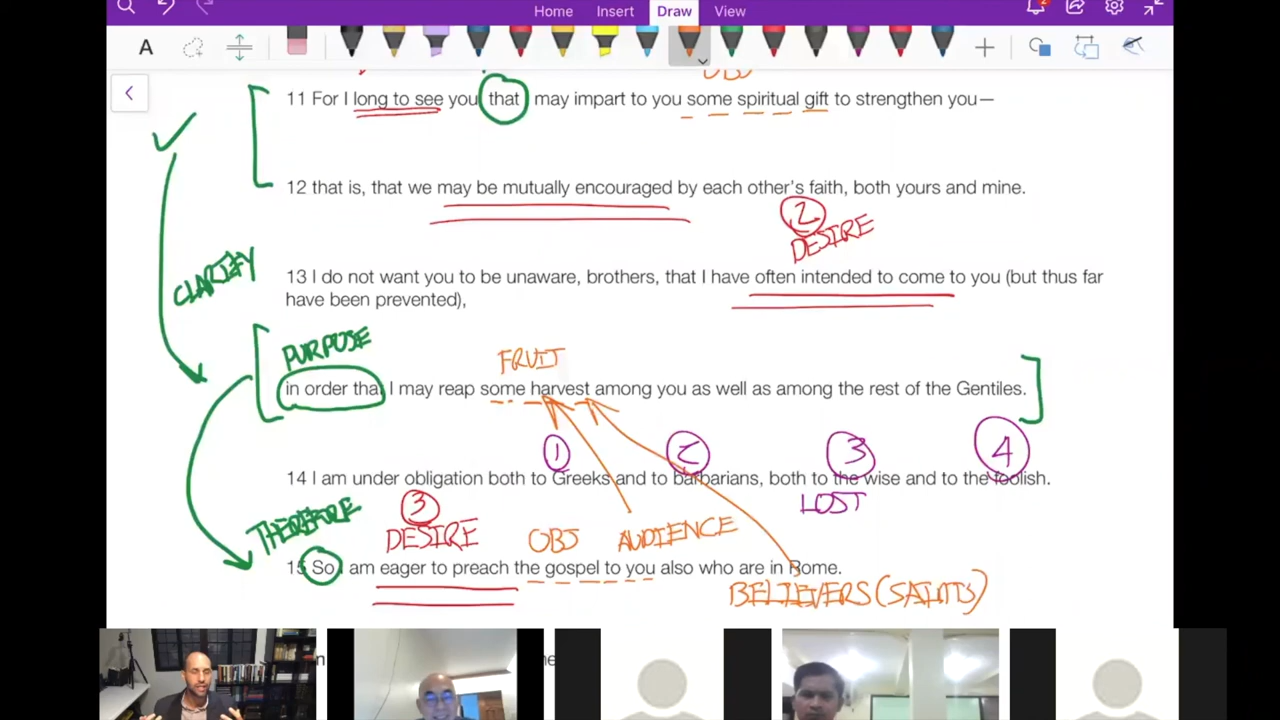 Home Insert Draw View
A
OBJ
11 For I long to see you that may impart to you some spiritual gift to strengthen you—
12 that is, that we may be mutually encouraged by each other's faith, both yours and mine.
2
DESIRE
CLARIFY
13 I do not want you to be unaware, brothers, that I have often intended to come to you (but thus far
have been prevented),
PURPOSE
FRUIT
in order that I may reap some harvest among you as well as among the rest of the Gentiles.
1 2 3 4
14 I am under obligation both to Greeks and to barbarians, both to the wise and to the foolish.
LOST
THEREFORE
3
DESIRE OBJ AUDIENCE
15 So I am eager to preach the gospel to you also who are in Rome.
BELIEVERS (SAINTS)